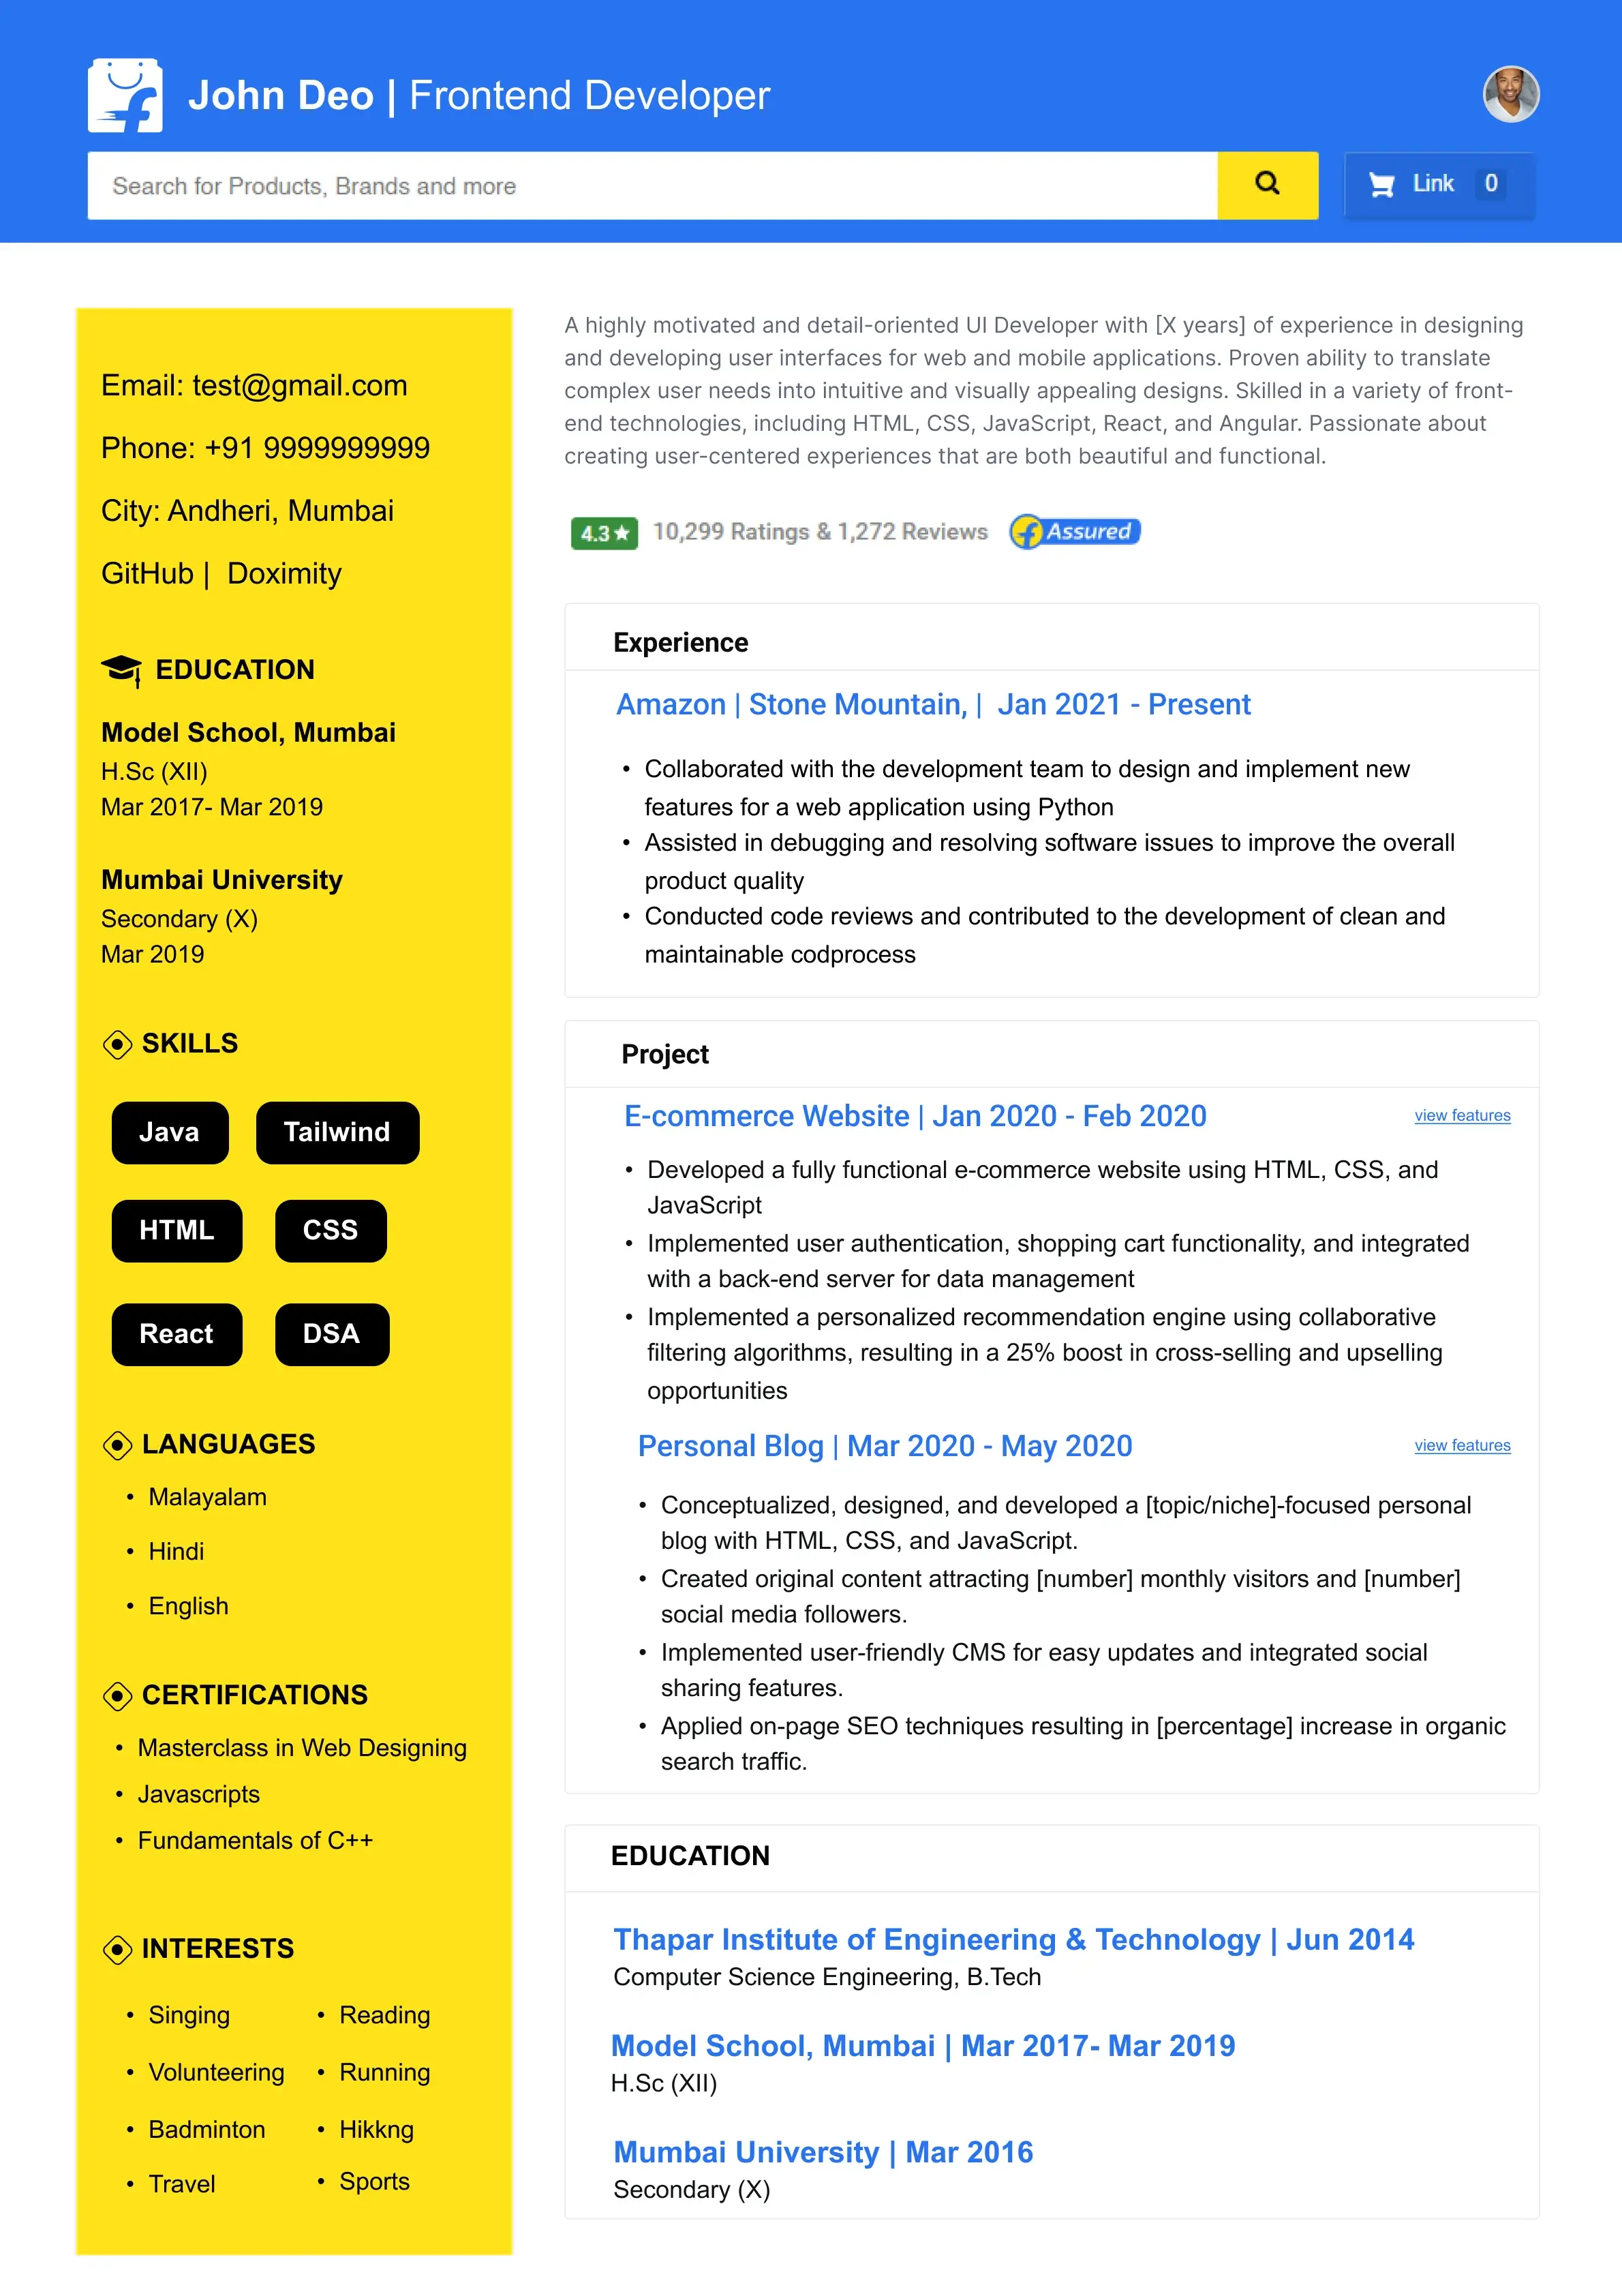 John Deo | Frontend Developer
Search for Products, Brands and more
Link 0
Email: test@gmail.com
Phone: +91 9999999999
City: Andheri, Mumbai
GitHub | Doximity
EDUCATION
Model School, Mumbai
H.Sc (XII)
Mar 2017- Mar 2019
Mumbai University
Secondary (X)
Mar 2019
SKILLS
Java Tailwind
HTML CSS
React DSA
LANGUAGES
• Malayalam
• Hindi
• English
CERTIFICATIONS
• Masterclass in Web Designing
• Javascripts
• Fundamentals of C++
INTERESTS
• Singing • Reading
• Volunteering • Running
• Badminton • Hikkng
• Travel • Sports
A highly motivated and detail-oriented UI Developer with [X years] of experience in designing
and developing user interfaces for web and mobile applications. Proven ability to translate
complex user needs into intuitive and visually appealing designs. Skilled in a variety of front-
end technologies, including HTML, CSS, JavaScript, React, and Angular. Passionate about
creating user-centered experiences that are both beautiful and functional.
4.3★ 10,299 Ratings & 1,272 Reviews f Assured
Experience
Amazon | Stone Mountain, | Jan 2021 - Present
• Collaborated with the development team to design and implement new
features for a web application using Python
• Assisted in debugging and resolving software issues to improve the overall
product quality
• Conducted code reviews and contributed to the development of clean and
maintainable codprocess
Project
E-commerce Website | Jan 2020 - Feb 2020 view features
• Developed a fully functional e-commerce website using HTML, CSS, and
JavaScript
• Implemented user authentication, shopping cart functionality, and integrated
with a back-end server for data management
• Implemented a personalized recommendation engine using collaborative
filtering algorithms, resulting in a 25% boost in cross-selling and upselling
opportunities
Personal Blog | Mar 2020 - May 2020 view features
• Conceptualized, designed, and developed a [topic/niche]-focused personal
blog with HTML, CSS, and JavaScript.
• Created original content attracting [number] monthly visitors and [number]
social media followers.
• Implemented user-friendly CMS for easy updates and integrated social
sharing features.
• Applied on-page SEO techniques resulting in [percentage] increase in organic
search traffic.
EDUCATION
Thapar Institute of Engineering & Technology | Jun 2014
Computer Science Engineering, B.Tech
Model School, Mumbai | Mar 2017- Mar 2019
H.Sc (XII)
Mumbai University | Mar 2016
Secondary (X)